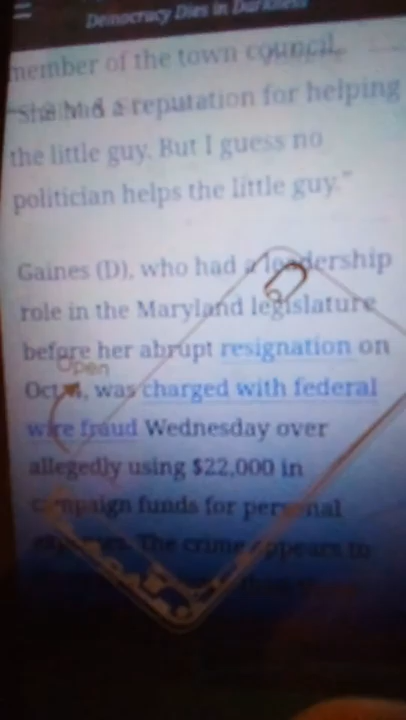 Democracy Dies in Darkness
member of the town council.
"She had a reputation for helping
the little guy. But I guess no
politician helps the little guy."
Gaines (D), who had a leadership
role in the Maryland legislature
before her abrupt resignation on
Open
Oct. , was charged with federal
wire fraud Wednesday over
allegedly using $22,000 in
campaign funds for personal
expenses. The crime appears to